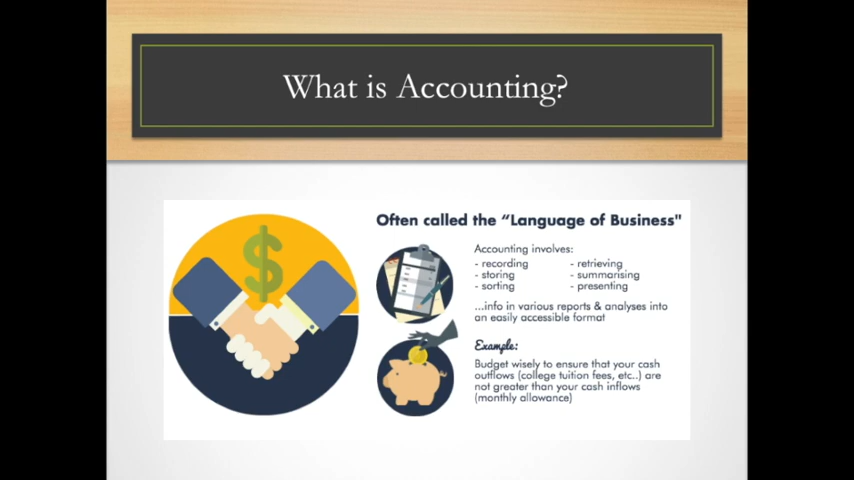 What is Accounting?
Often called the “Language of Business"
Accounting involves:
- recording - retrieving
- storing - summarising
- sorting - presenting
...info in various reports & analyses into
an easily accessible format
Example:
Budget wisely to ensure that your cash
outflows (college tuition fees, etc..) are
not greater than your cash inflows
(monthly allowance)
$